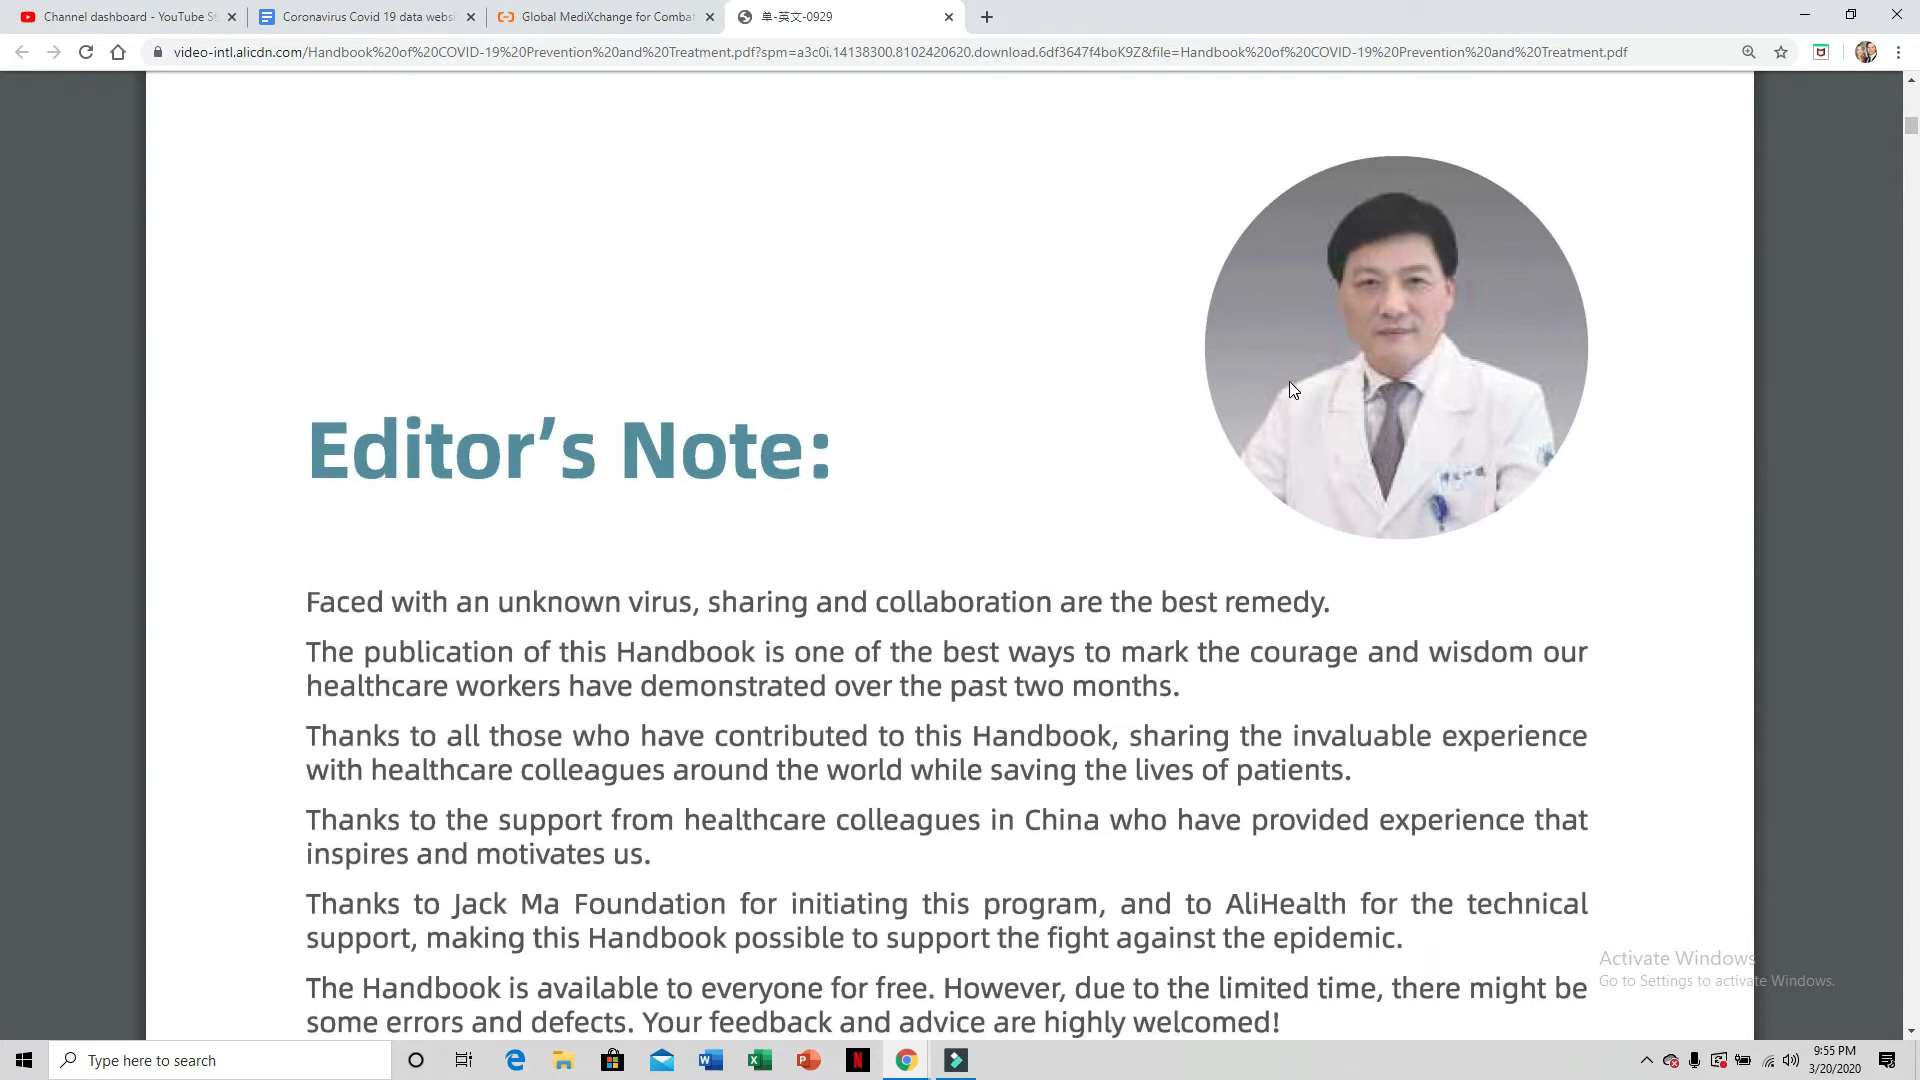 Channel dashboard - YouTube St
Coronavirus Covid 19 data websi
Global MediXchange for Combat
单-英文-0929
video-intl.alicdn.com/Handbook%20of%20COVID-19%20Prevention%20and%20Treatment.pdf?spm=a3c0i.14138300.8102420620.download.6df3647f4boK9Z&file=Handbook%20of%20COVID-19%20Prevention%20and%20Treatment.pdf
Editor's Note:
Faced with an unknown virus, sharing and collaboration are the best remedy.
The publication of this Handbook is one of the best ways to mark the courage and wisdom our
healthcare workers have demonstrated over the past two months.
Thanks to all those who have contributed to this Handbook, sharing the invaluable experience
with healthcare colleagues around the world while saving the lives of patients.
Thanks to the support from healthcare colleagues in China who have provided experience that
inspires and motivates us.
Thanks to Jack Ma Foundation for initiating this program, and to AliHealth for the technical
support, making this Handbook possible to support the fight against the epidemic.
The Handbook is available to everyone for free. However, due to the limited time, there might be
some errors and defects. Your feedback and advice are highly welcomed!
Activate Windows
Go to Settings to activate Windows.
Type here to search
9:55 PM
3/20/2020